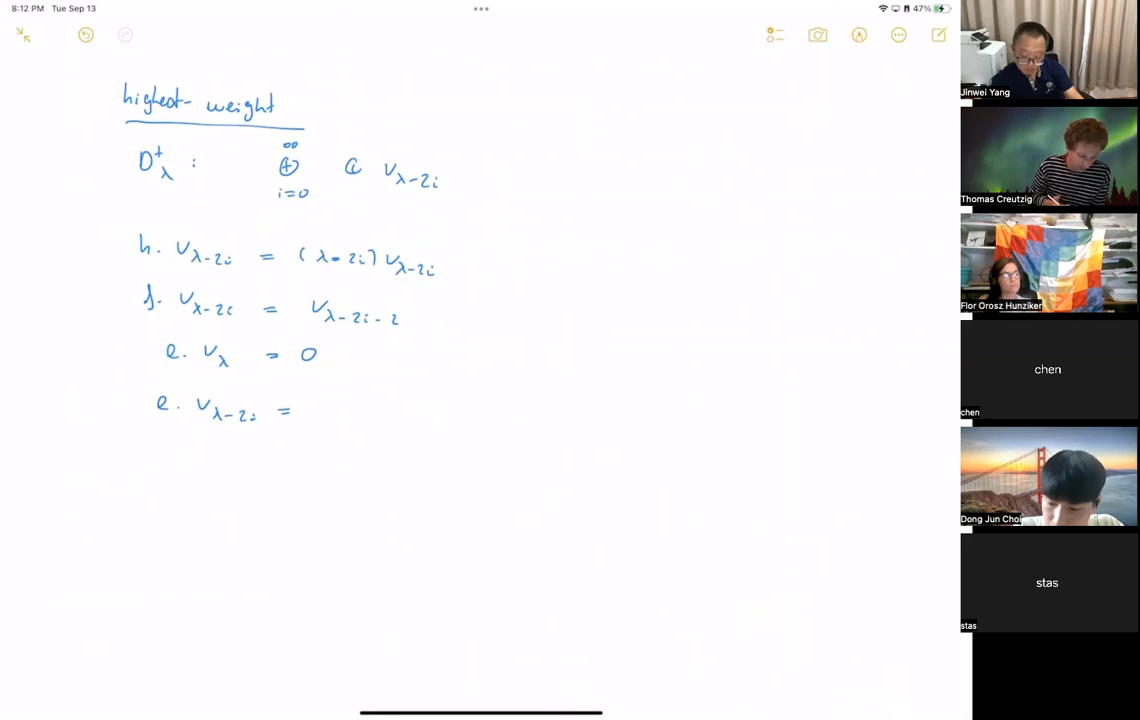 8:12 PM Tue Sep 13
47%
highest-weight
D⁺_λ : ⊕_{i=0}^{∞} ℂ v_{λ-2i}
h. v_{λ-2i} = (λ-2i) v_{λ-2i}
f. v_{λ-2i} = v_{λ-2i-2}
e. v_λ = 0
e. v_{λ-2i} =
Jinwei Yang
Thomas Creutzig
Flor Orosz Hunziker
chen
chen
Dong Jun Choi
stas
stas